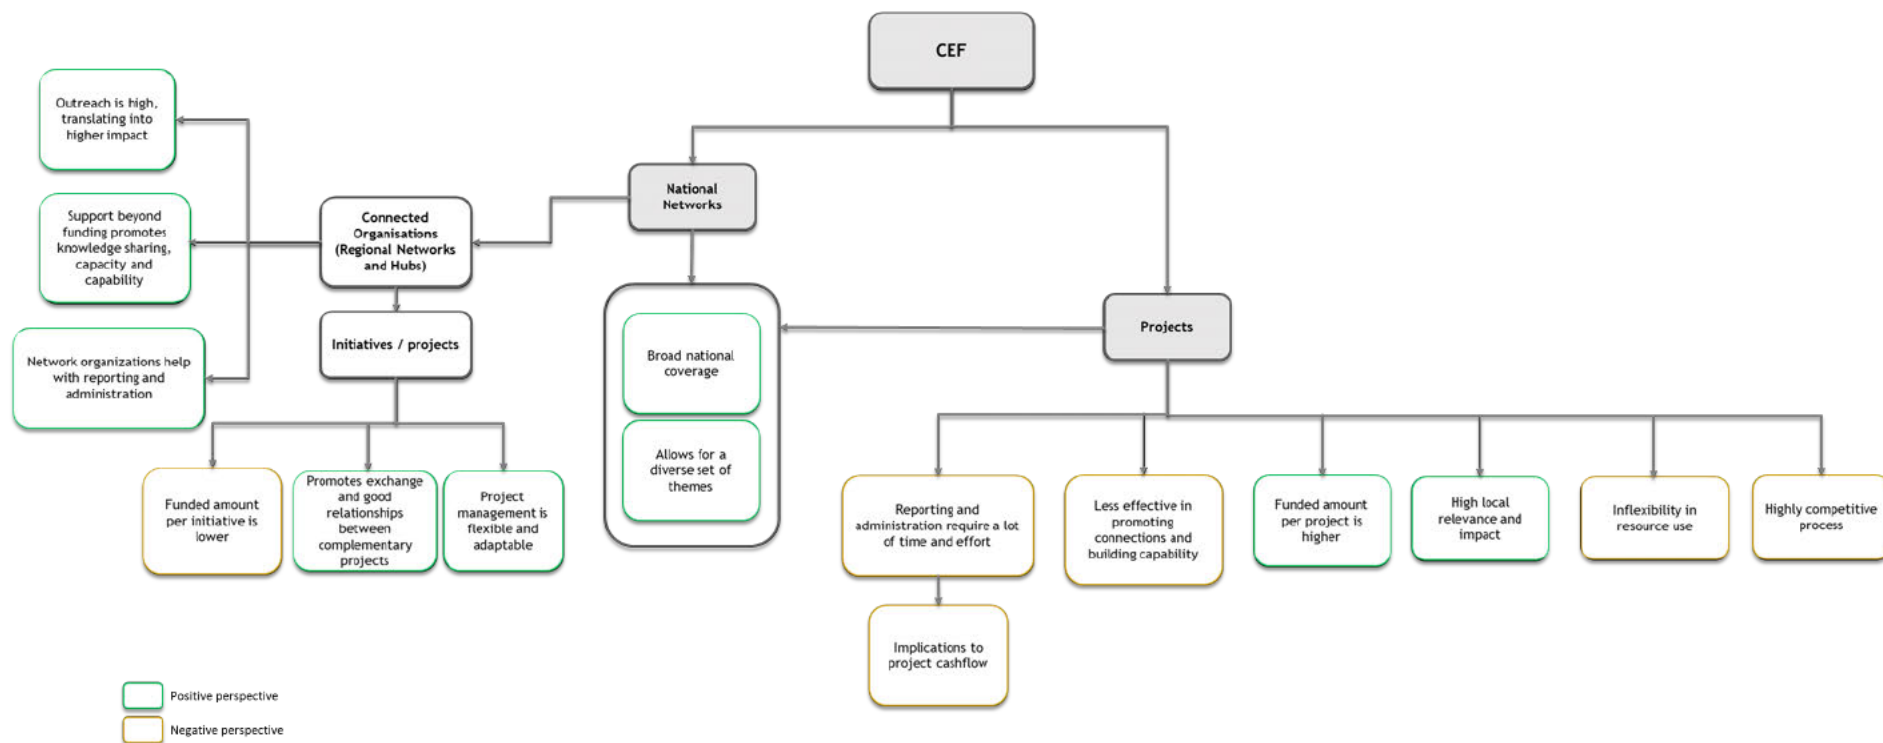 CEF
Outreach is high,
translating into
higher impact
National
Networks
Connected
Organisations
(Regional Networks
and Hubs)
Support beyond
funding promotes
knowledge sharing,
capacity and
capability
Initiatives / projects
Network organizations help
with reporting and
administration
Projects
Broad national
coverage
Allows for a
diverse set of
themes
Funded amount
per initiative is
lower
Promotes exchange
and good
relationships
between
complementary
projects
Project
management is
flexible and
adaptable
Reporting and
administration require a lot
of time and effort
Less effective in
promoting
connections and
building capability
Funded amount
per project is
higher
High local
relevance and
impact
Inflexibility in
resource use
Highly competitive
process
Implications to
project cashflow
Positive perspective
Negative perspective